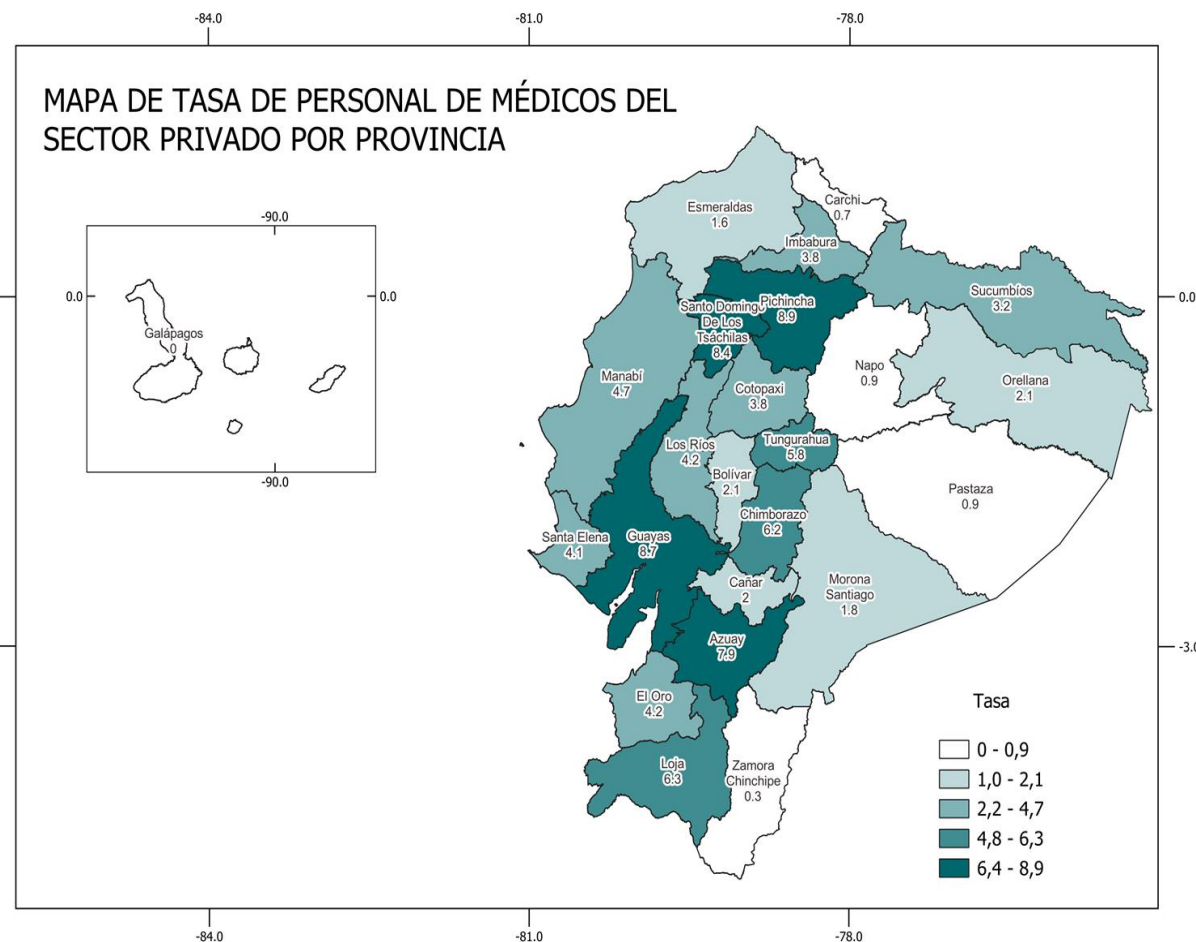 -84.0
-81.0
-78.0
MAPA DE TASA DE PERSONAL DE MÉDICOS DEL
SECTOR PRIVADO POR PROVINCIA
-90.0
0.0
0.0
Galápagos
0
-90.0
Esmeraldas
1.6
Carchi
0.7
Imbabura
3.8
Sucumbíos
3.2
0.0
Santo Domingo
De Los
Tsáchilas
8.4
Pichincha
8.9
Napo
0.9
Orellana
2.1
Manabí
4.7
Cotopaxi
3.8
Los Ríos
4.2
Tungurahua
5.8
Bolívar
2.1
Pastaza
0.9
Chimborazo
6.2
Santa Elena
4.1
Guayas
8.7
Cañar
2
Morona
Santiago
1.8
Azuay
7.9
-3.0
El Oro
4.2
Loja
6.3
Zamora
Chinchipe
0.3
Tasa
0 - 0,9
1,0 - 2,1
2,2 - 4,7
4,8 - 6,3
6,4 - 8,9
-84.0
-81.0
-78.0